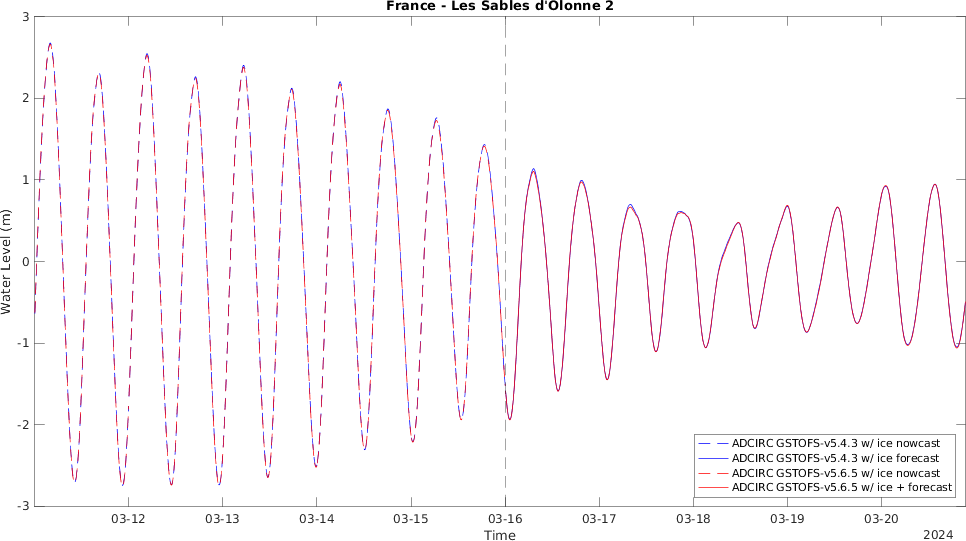 France - Les Sables d'Olonne 2
3
2
1
0
-1
-2
-3
Water Level (m)
03-12
03-13
03-14
03-15
03-16
03-17
03-18
03-19
03-20
Time
2024
ADCIRC GSTOFS-v5.4.3 w/ ice nowcast
ADCIRC GSTOFS-v5.4.3 w/ ice forecast
ADCIRC GSTOFS-v5.6.5 w/ ice nowcast
ADCIRC GSTOFS-v5.6.5 w/ ice + forecast